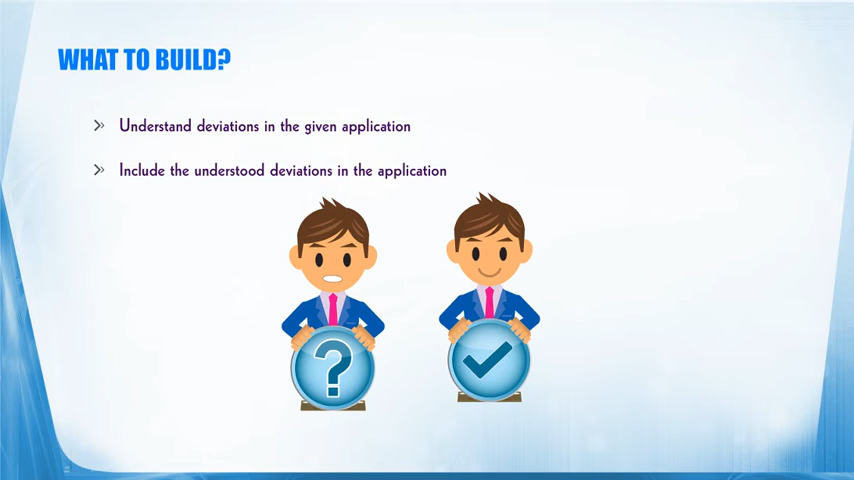 WHAT TO BUILD?
Understand deviations in the given application
Include the understood deviations in the application
?